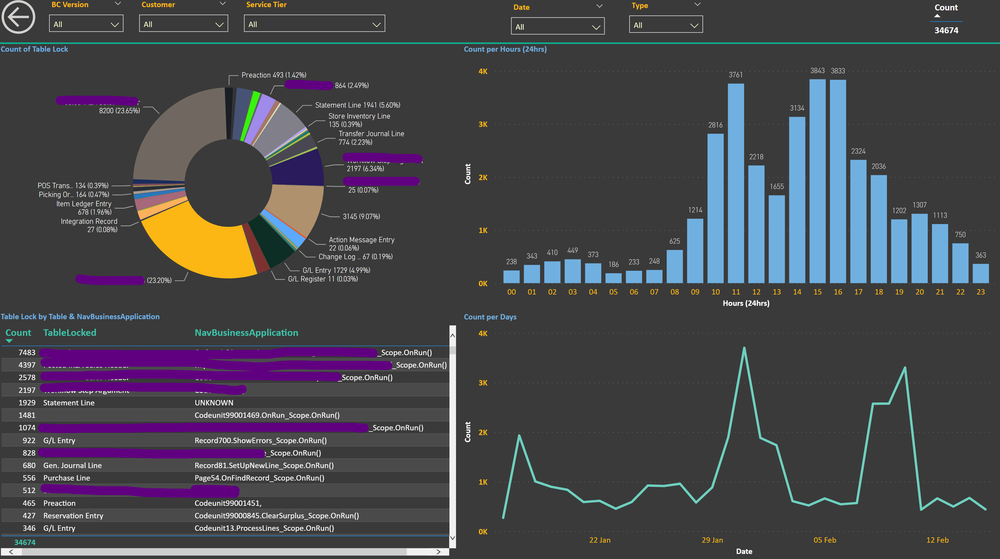 BC Version
Customer
Service Tier
Date
Type
Count
All
All
All
All
All
34674
Count of Table Lock
Preaction 493 (1.42%)
864 (2.49%)
Statement Line 1941 (5.60%)
Store Inventory Line
135 (0.39%)
Transfer Journal Line
774 (2.23%)
2197 (6.34%)
25 (0.07%)
3145 (9.07%)
Action Message Entry
22 (0.06%)
Change Log ... 67 (0.19%)
G/L Entry 1729 (4.99%)
G/L Register 11 (0.03%)
(23.20%)
Integration Record
27 (0.08%)
Item Ledger Entry
678 (1.96%)
Picking Or... 164 (0.47%)
POS Trans... 134 (0.39%)
8200 (23.65%)
Count per Hours (24hrs)
Count
4K
3K
2K
1K
0K
238
343
410
449
373
186
233
248
625
1214
2816
3761
2218
1655
3134
3843
3833
2324
2036
1202
1307
1113
750
363
00 01 02 03 04 05 06 07 08 09 10 11 12 13 14 15 16 17 18 19 20 21 22 23
Hours (24hrs)
Table Lock by Table & NavBusinessApplication
Count TableLocked NavBusinessApplication
7483 _Scope.OnRun()
4397 _Scope.OnRun()
2578 _Scope.OnRun()
2197 Workflow Step Argument
1929 Statement Line UNKNOWN
1481 Codeunit99001469.OnRun_Scope.OnRun()
1074 _Scope.OnRun()
922 G/L Entry Record700.ShowErrors_Scope.OnRun()
828 _Scope.OnRun()
680 Gen. Journal Line Record81.SetUpNewLine_Scope.OnRun()
556 Purchase Line Page54.OnFindRecord_Scope.OnRun()
512
465 Preaction Codeunit99001451,
427 Reservation Entry Codeunit99000845.ClearSurplus_Scope.OnRun()
346 G/L Entry Codeunit13.ProcessLines_Scope.OnRun()
34674
Count per Days
Count
4K
3K
2K
1K
0K
22 Jan
29 Jan
05 Feb
12 Feb
Date